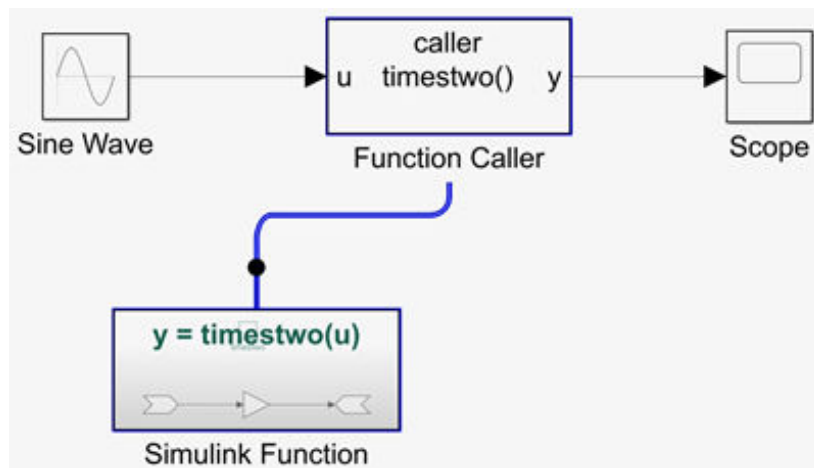 caller
u timestwo() y
Sine Wave
Function Caller
Scope
y = timestwo(u)
Simulink Function